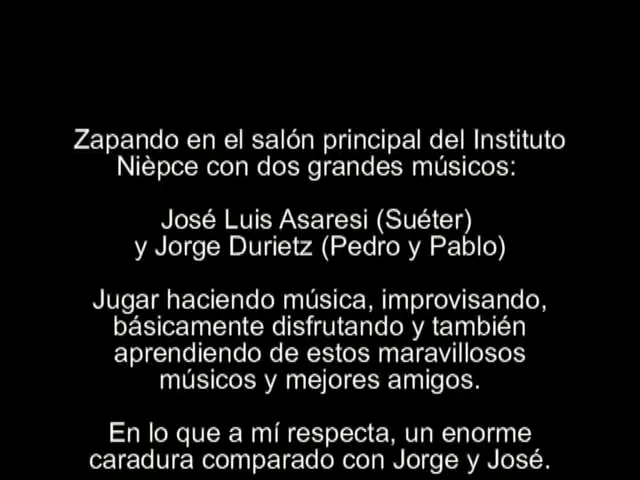 Zapando en el salón principal del Instituto
Nièpce con dos grandes músicos:
José Luis Asaresi (Suéter)
y Jorge Durietz (Pedro y Pablo)
Jugar haciendo música, improvisando,
básicamente disfrutando y también
aprendiendo de estos maravillosos
músicos y mejores amigos.
En lo que a mí respecta, un enorme
caradura comparado con Jorge y José.